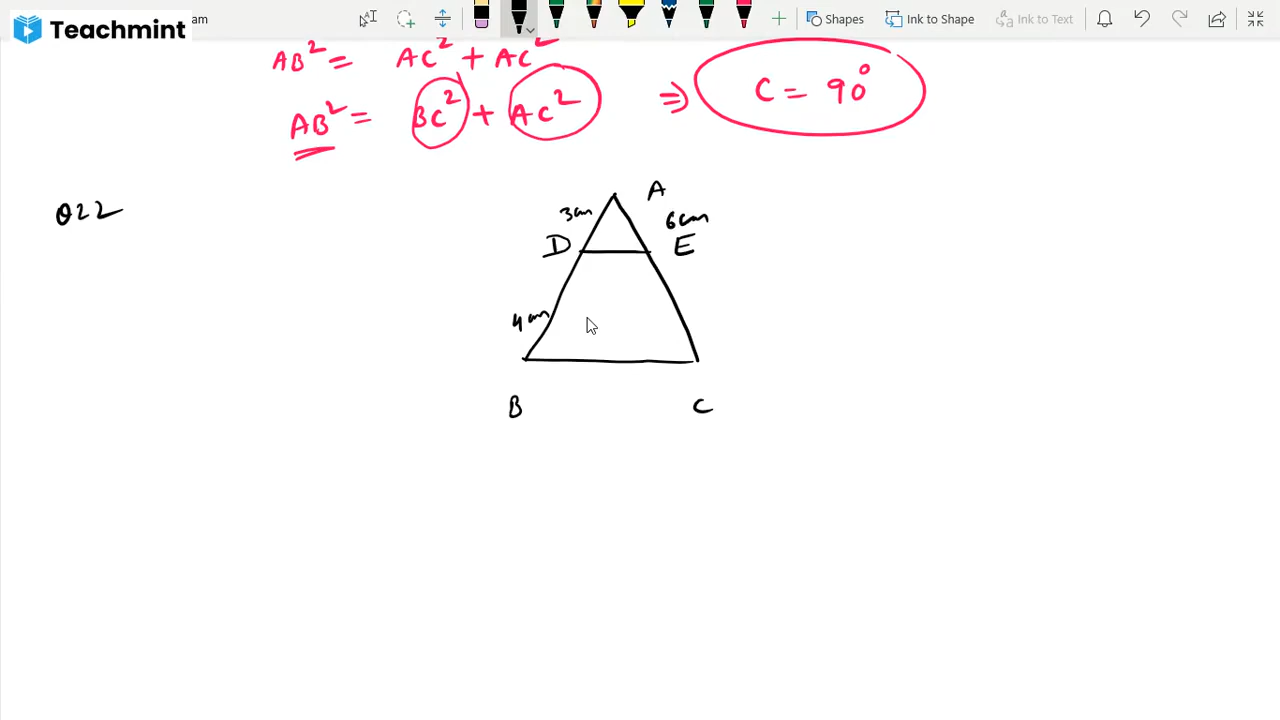 am
Teachmint
Shapes
Ink to Shape
Ink to Text
AB² = AC² + AC²
AB² = BC² + AC² ⇒ C = 90°
Q22
A
3cm
6cm
D
E
4cm
B
C